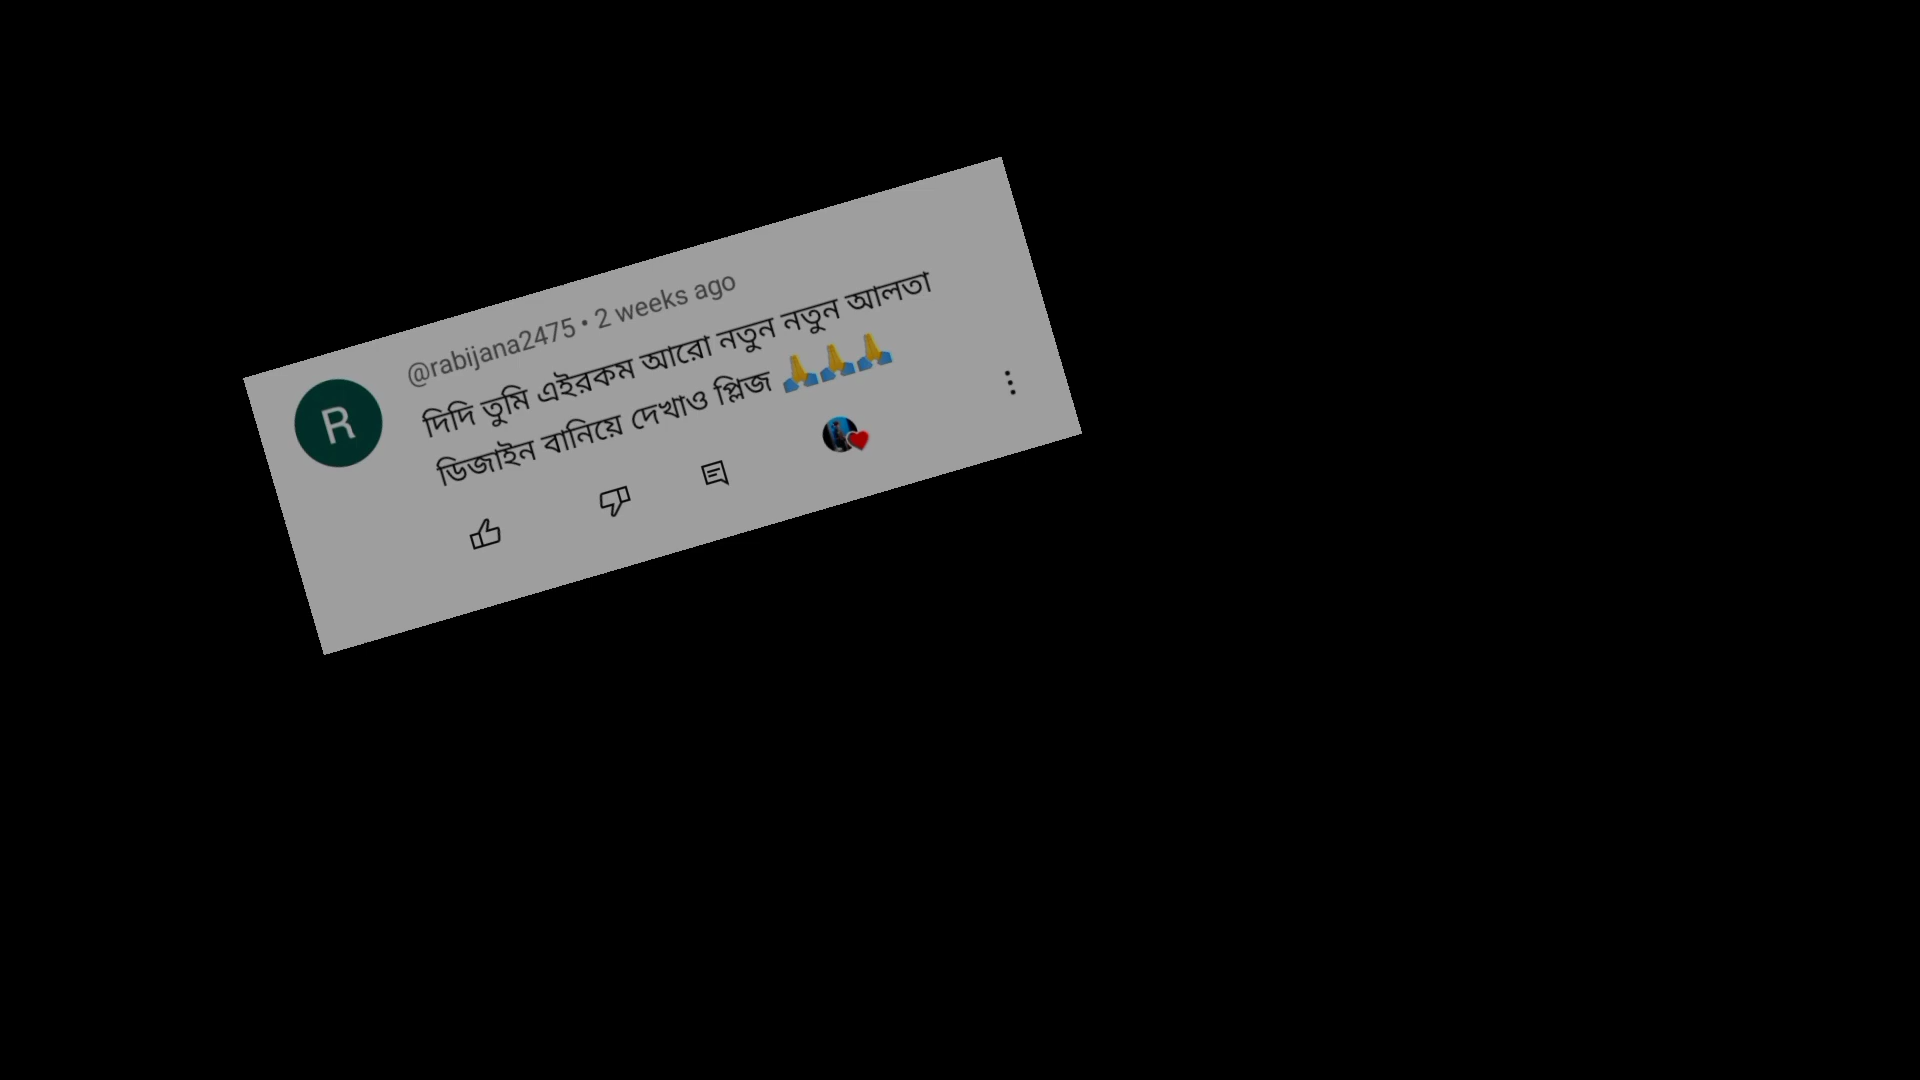 @rabijana2475 • 2 weeks ago
R
দিদি তুমি এইরকম আরো নতুন নতুন আলতা
ডিজাইন বানিয়ে দেখাও প্লিজ 🙏🙏🙏